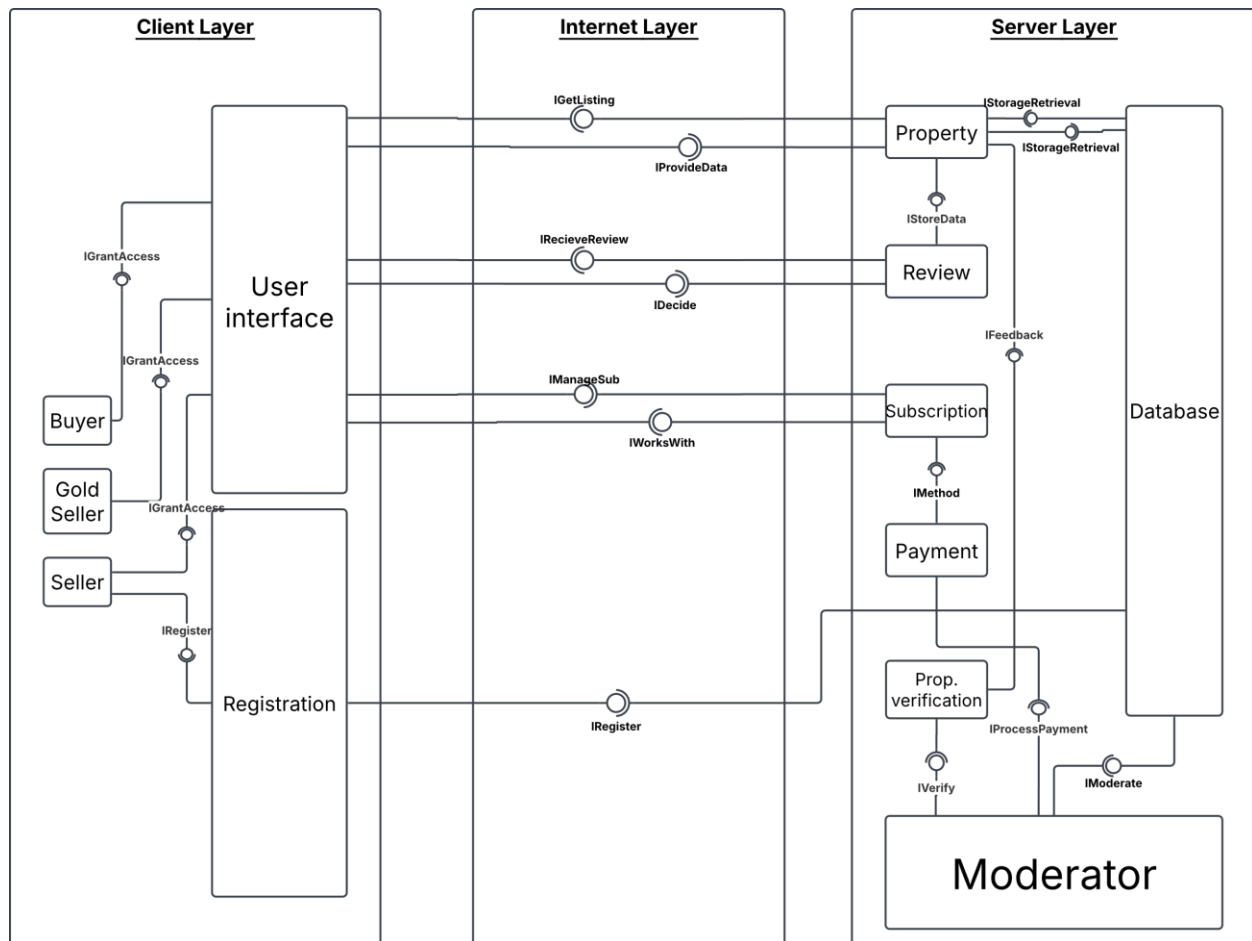 Client Layer
Internet Layer
Server Layer
IGetListing
IStorageRetrieval
Property
IStorageRetrieval
IProvideData
IStoreData
IRecieveReview
IGrantAccess
Review
User
interface
IDecide
IFeedback
IGrantAccess
IManageSub
Buyer
Subscription
Database
IWorksWith
Gold
Seller
IMethod
IGrantAccess
Payment
Seller
IRegister
Registration
Prop.
verification
IRegister
IProcessPayment
IModerate
IVerify
Moderator